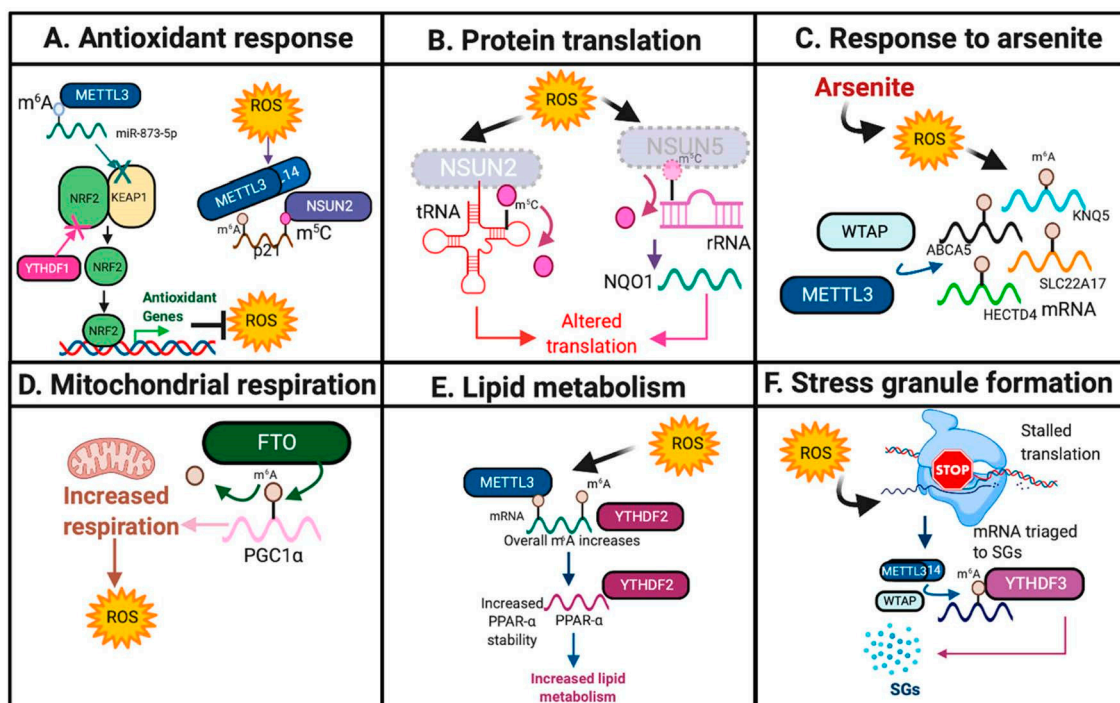 A. Antioxidant response
m⁶A
METTL3
miR-873-5p
NRF2
KEAP1
YTHDF1
NRF2
NRF2
Antioxidant
Genes
ROS
ROS
METTL3
L14
NSUN2
m⁶A
p21
m⁵C
B. Protein translation
ROS
NSUN2
NSUN5
m⁵C
tRNA
m⁵C
rRNA
NQO1
Altered
translation
C. Response to arsenite
Arsenite
ROS
m⁶A
KNQ5
WTAP
ABCA5
METTL3
SLC22A17
HECTD4
mRNA
D. Mitochondrial respiration
FTO
m⁶A
Increased
respiration
PGC1α
ROS
E. Lipid metabolism
ROS
METTL3
m⁶A
mRNA
YTHDF2
Overall m⁶A increases
YTHDF2
Increased
PPAR-α
stability
PPAR-α
Increased lipid
metabolism
F. Stress granule formation
ROS
STOP
Stalled
translation
mRNA triaged
to SGs
METTL3
14
WTAP
m⁶A
YTHDF3
SGs